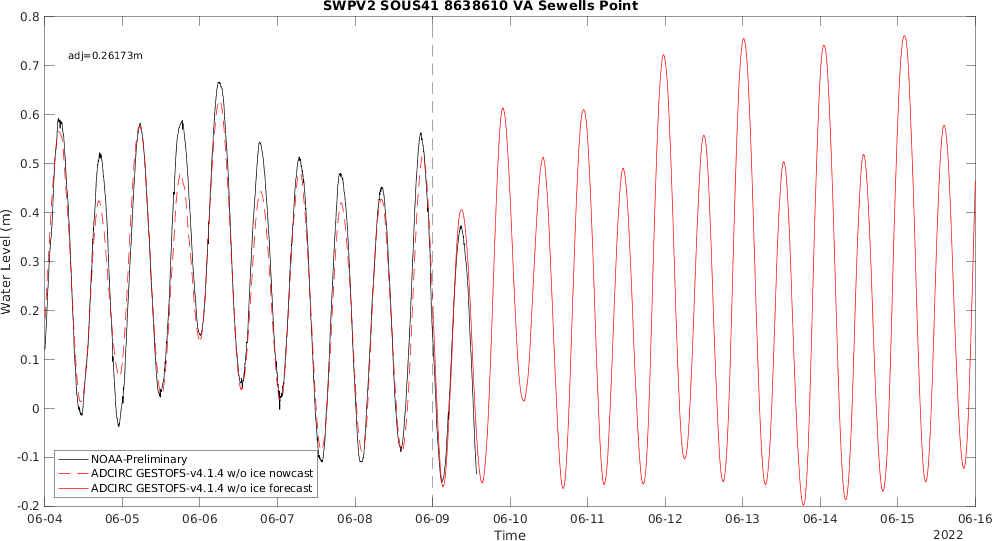 SWPV2 SOUS41 8638610 VA Sewells Point
adj=0.26173m
0.8
0.7
0.6
0.5
0.4
0.3
0.2
0.1
0
-0.1
-0.2
Water Level (m)
NOAA-Preliminary
ADCIRC GESTOFS-v4.1.4 w/o ice nowcast
ADCIRC GESTOFS-v4.1.4 w/o ice forecast
06-04 06-05 06-06 06-07 06-08 06-09 06-10 06-11 06-12 06-13 06-14 06-15 06-16
Time
2022